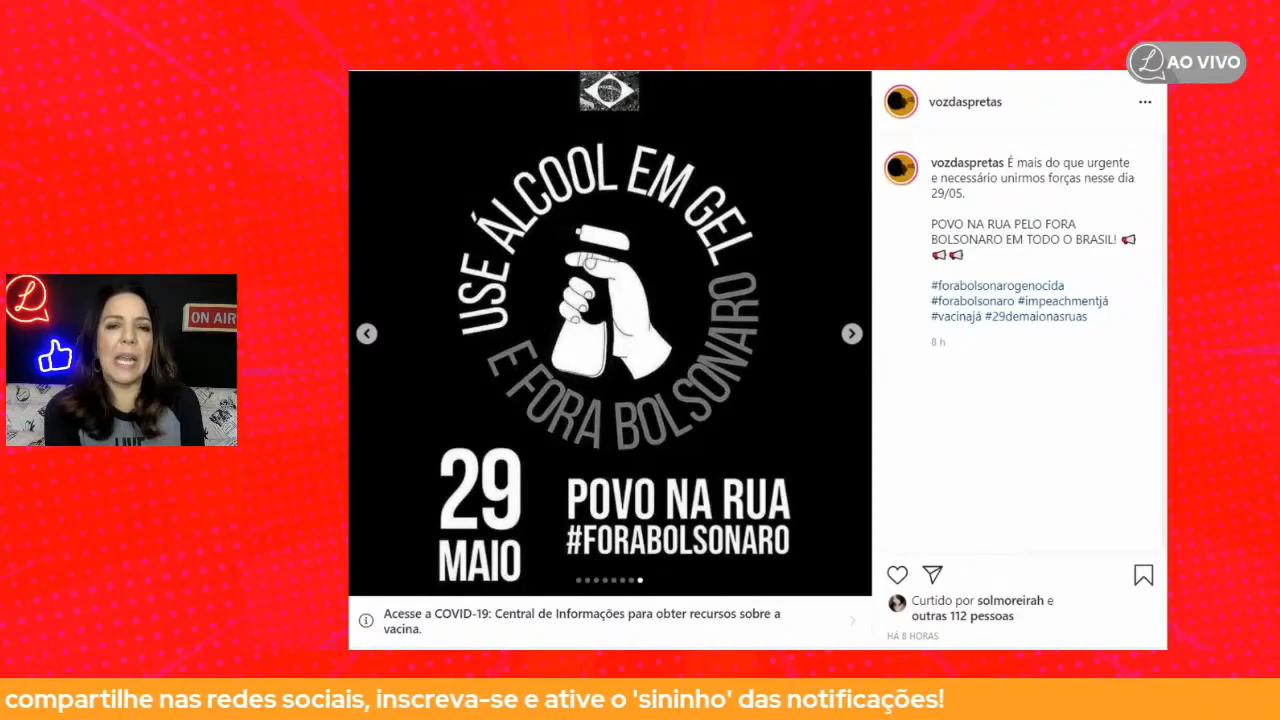 AO VIVO
USE ÁLCOOL EM GEL
E FORA BOLSONARO
29
MAIO
POVO NA RUA
#FORABOLSONARO
Acesse a COVID-19: Central de Informações para obter recursos sobre a
vacina.
vozdaspretas
vozdaspretas É mais do que urgente
e necessário unirmos forças nesse dia
29/05.
POVO NA RUA PELO FORA
BOLSONARO EM TODO O BRASIL!
#forabolsonarogenocida
#forabolsonaro #impeachmentjá
#vacinajá #29demaionasruas
8 h
Curtido por solmoreirah e
outras 112 pessoas
HÁ 8 HORAS
ON AIR
LIVE
compartilhe nas redes sociais, inscreva-se e ative o 'sininho' das notificações!